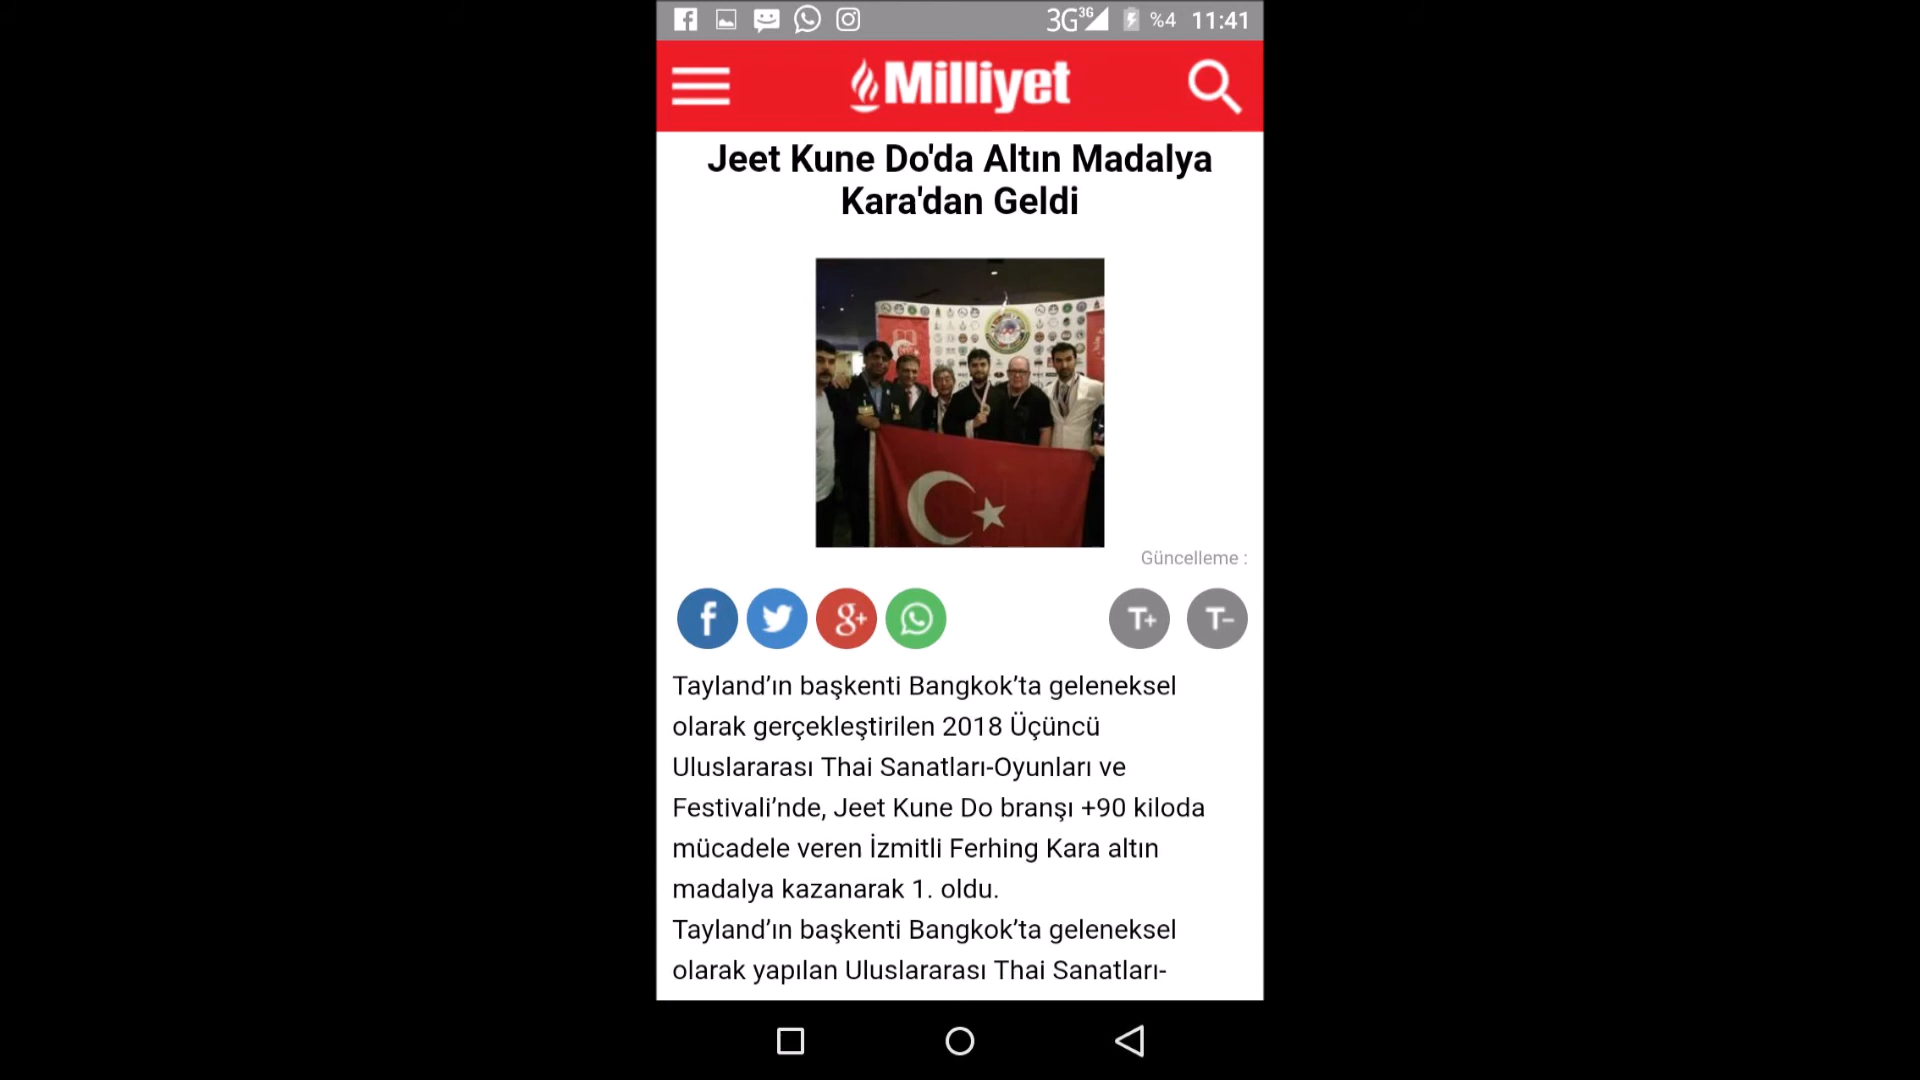 3G 3G %4 11:41
Milliyet
Jeet Kune Do'da Altın Madalya
Kara'dan Geldi
Güncelleme :
f g+ T+ T-
Tayland’ın başkenti Bangkok’ta geleneksel
olarak gerçekleştirilen 2018 Üçüncü
Uluslararası Thai Sanatları-Oyunları ve
Festivali’nde, Jeet Kune Do branşı +90 kiloda
mücadele veren İzmitli Ferhing Kara altın
madalya kazanarak 1. oldu.
Tayland’ın başkenti Bangkok’ta geleneksel
olarak yapılan Uluslararası Thai Sanatları-